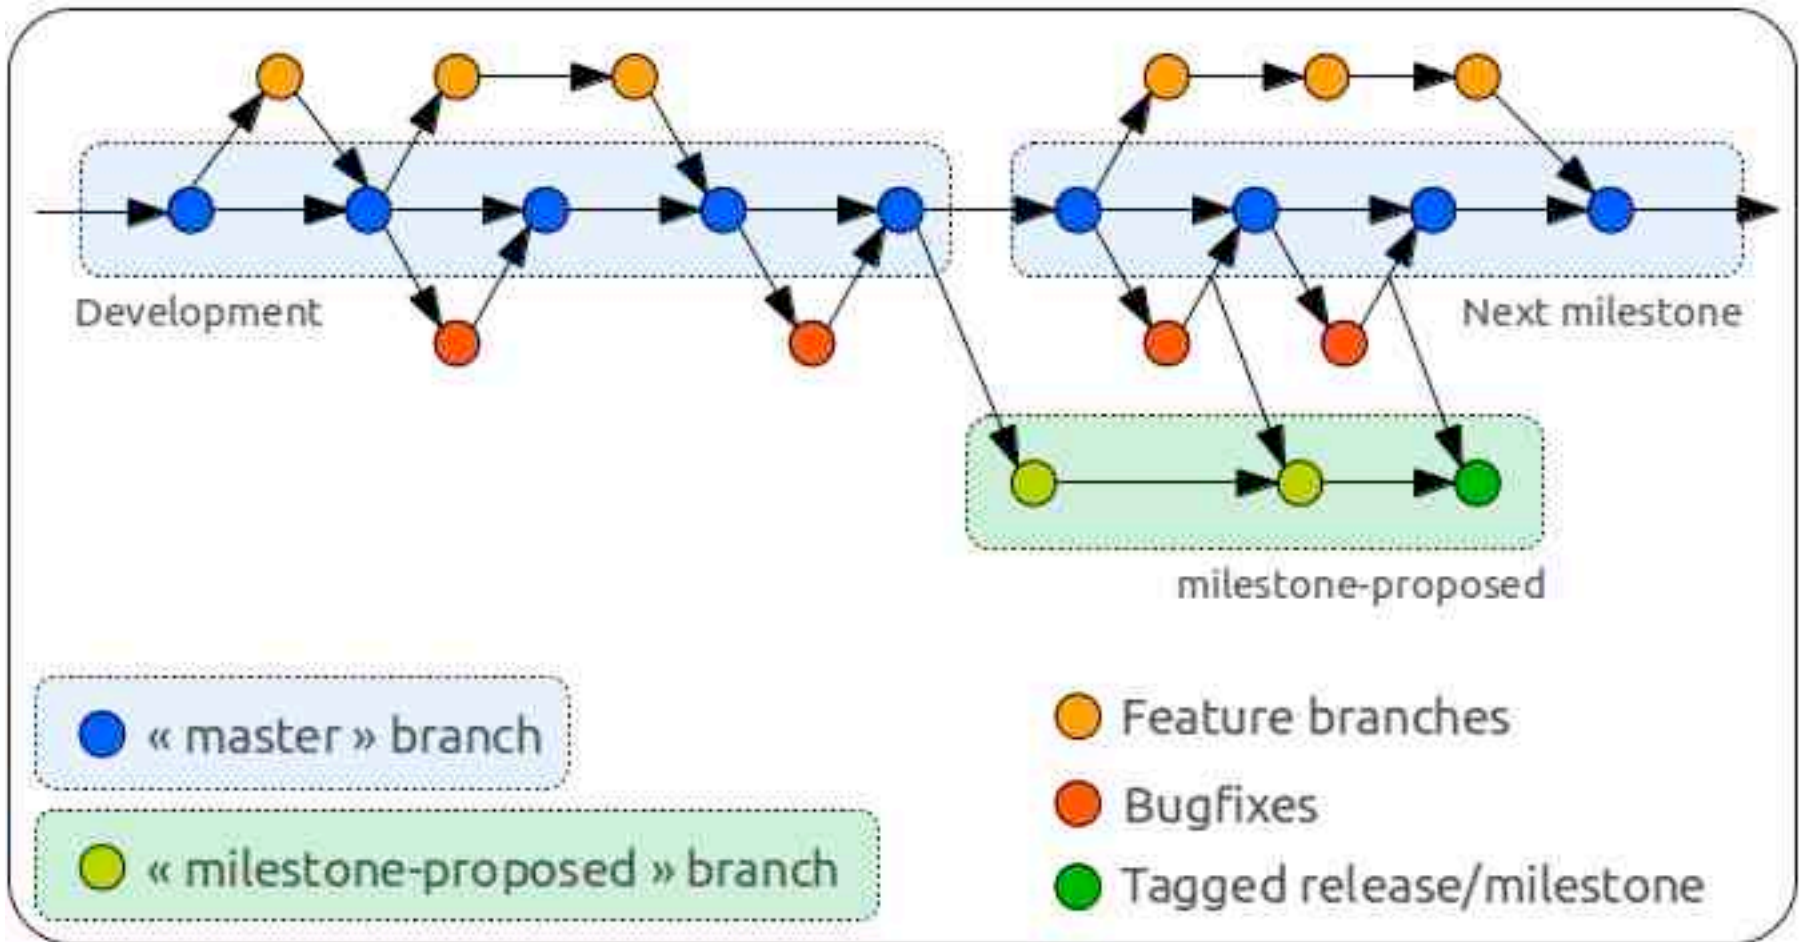 Development
Next milestone
milestone-proposed
« master » branch
« milestone-proposed » branch
Feature branches
Bugfixes
Tagged release/milestone